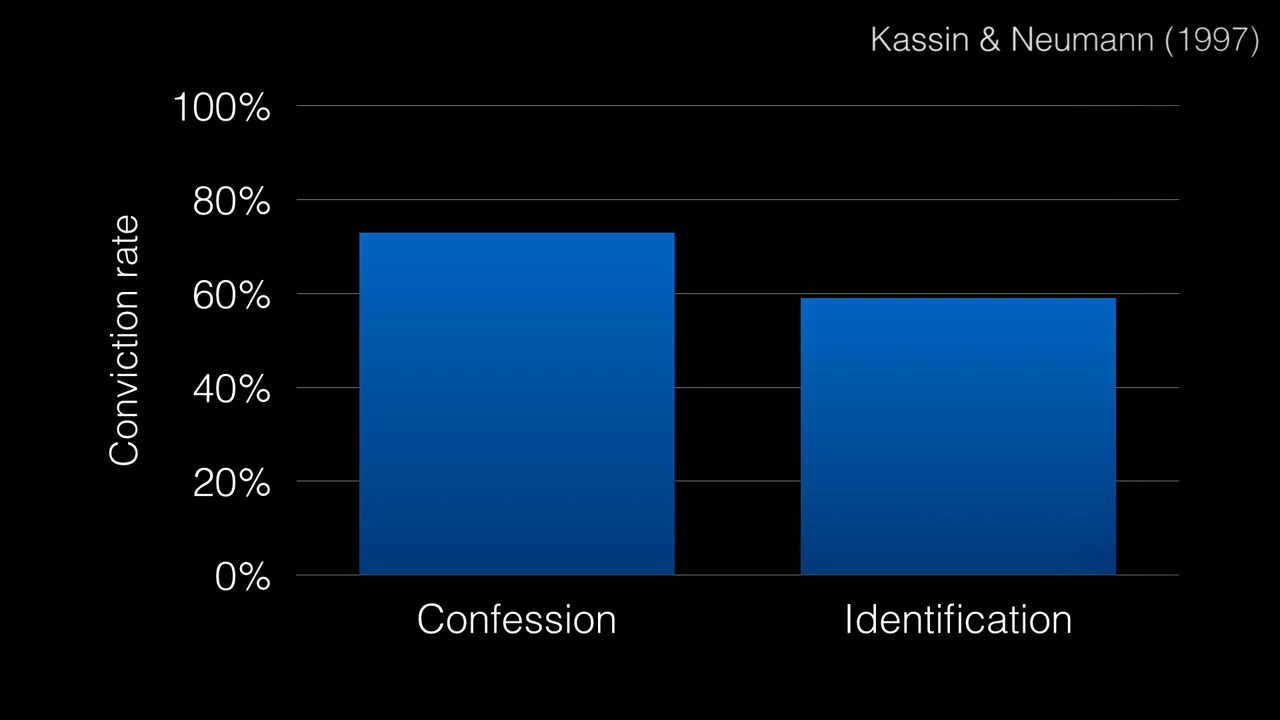 Kassin & Neumann (1997)
100%
80%
60%
40%
20%
0%
Conviction rate
Confession
Identification